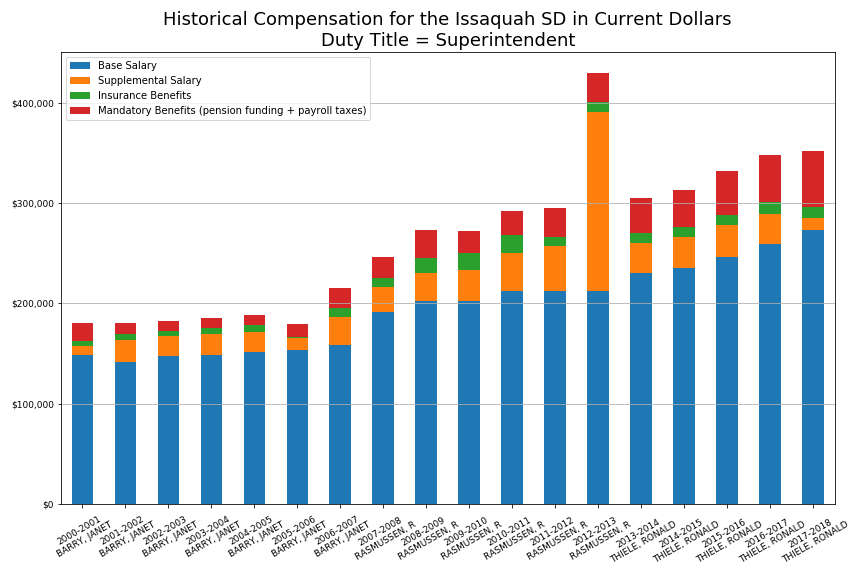 Historical Compensation for the Issaquah SD in Current Dollars
Duty Title = Superintendent
Base Salary
Supplemental Salary
Insurance Benefits
Mandatory Benefits (pension funding + payroll taxes)
$400,000
$300,000
$200,000
$100,000
$0
2000-2001
BARRY, JANET
2001-2002
BARRY, JANET
2002-2003
BARRY, JANET
2003-2004
BARRY, JANET
2004-2005
BARRY, JANET
2005-2006
BARRY, JANET
2006-2007
BARRY, JANET
2007-2008
RASMUSSEN, R
2008-2009
RASMUSSEN, R
2009-2010
RASMUSSEN, R
2010-2011
RASMUSSEN, R
2011-2012
RASMUSSEN, R
2012-2013
RASMUSSEN, R
2013-2014
THIELE, RONALD
2014-2015
THIELE, RONALD
2015-2016
THIELE, RONALD
2016-2017
THIELE, RONALD
2017-2018
THIELE, RONALD